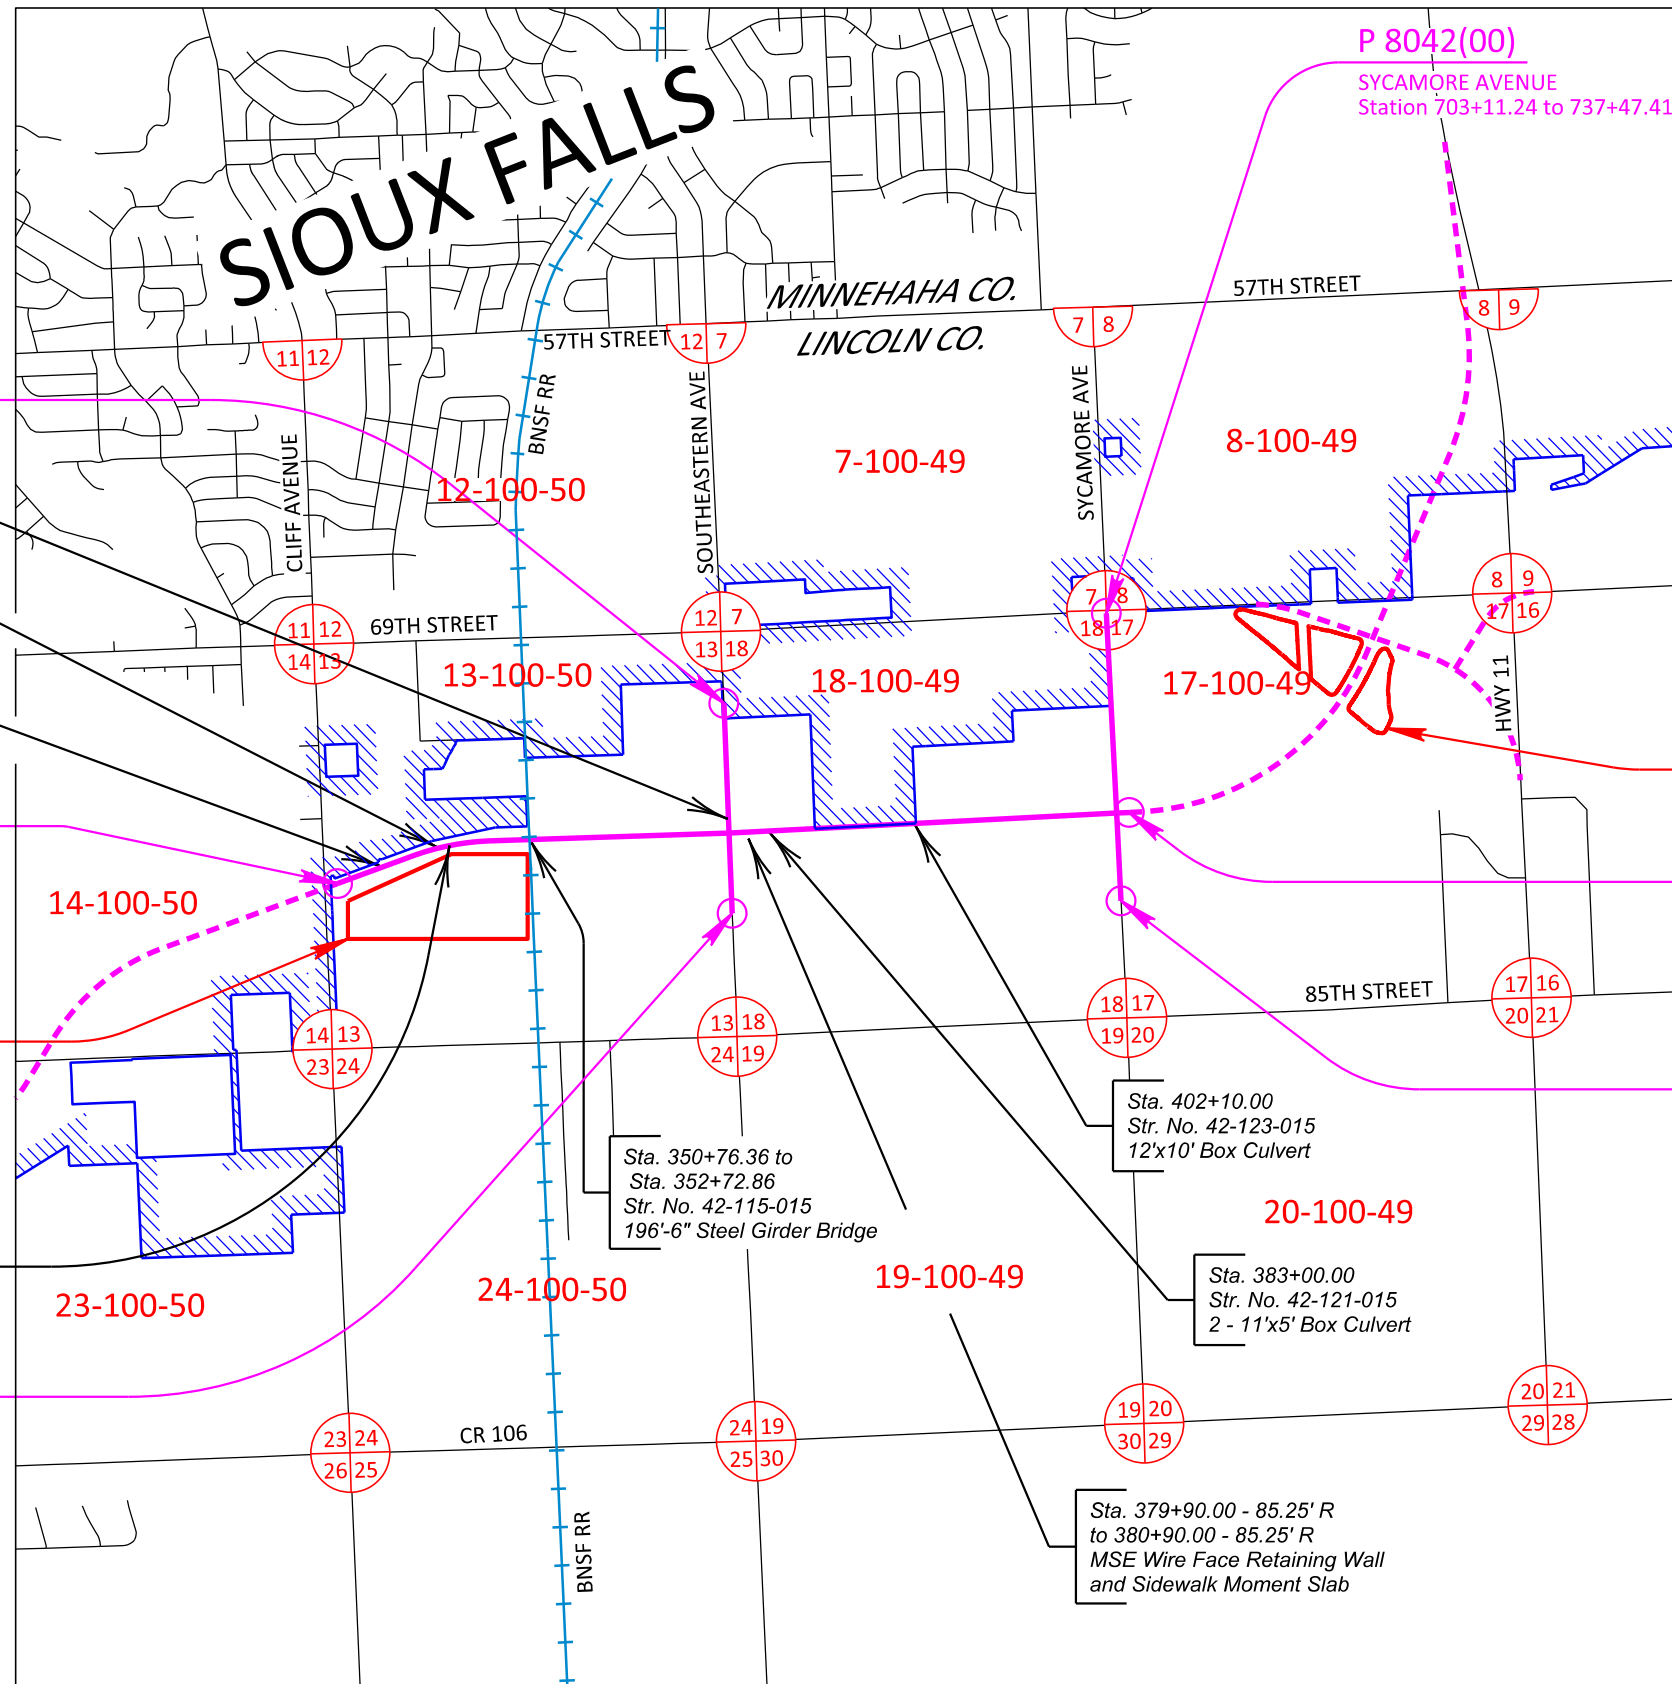 P 8042(00)
SYCAMORE AVENUE
Station 703+11.24 to 737+47.41
SIOUX FALLS
MINNEHAHA CO.
LINCOLN CO.
57TH STREET
57TH STREET
8 9
7 8
12 7
11 12
BNSF RR
SOUTHEASTERN AVE
SYCAMORE AVE
CLIFF AVENUE
7-100-49
8-100-49
12-100-50
8 9
17 16
7 8
18 17
12 7
13 18
11 12
14 13
69TH STREET
13-100-50
18-100-49
17-100-49
HWY 11
14-100-50
85TH STREET
17 16
20 21
18 17
19 20
13 18
24 19
14 13
23 24
Sta. 402+10.00
Str. No. 42-123-015
12'x10' Box Culvert
Sta. 350+76.36 to
Sta. 352+72.86
Str. No. 42-115-015
196'-6" Steel Girder Bridge
20-100-49
19-100-49
24-100-50
23-100-50
Sta. 383+00.00
Str. No. 42-121-015
2 - 11'x5' Box Culvert
20 21
29 28
19 20
30 29
24 19
25 30
23 24
26 25
CR 106
BNSF RR
Sta. 379+90.00 - 85.25' R
to 380+90.00 - 85.25' R
MSE Wire Face Retaining Wall
and Sidewalk Moment Slab